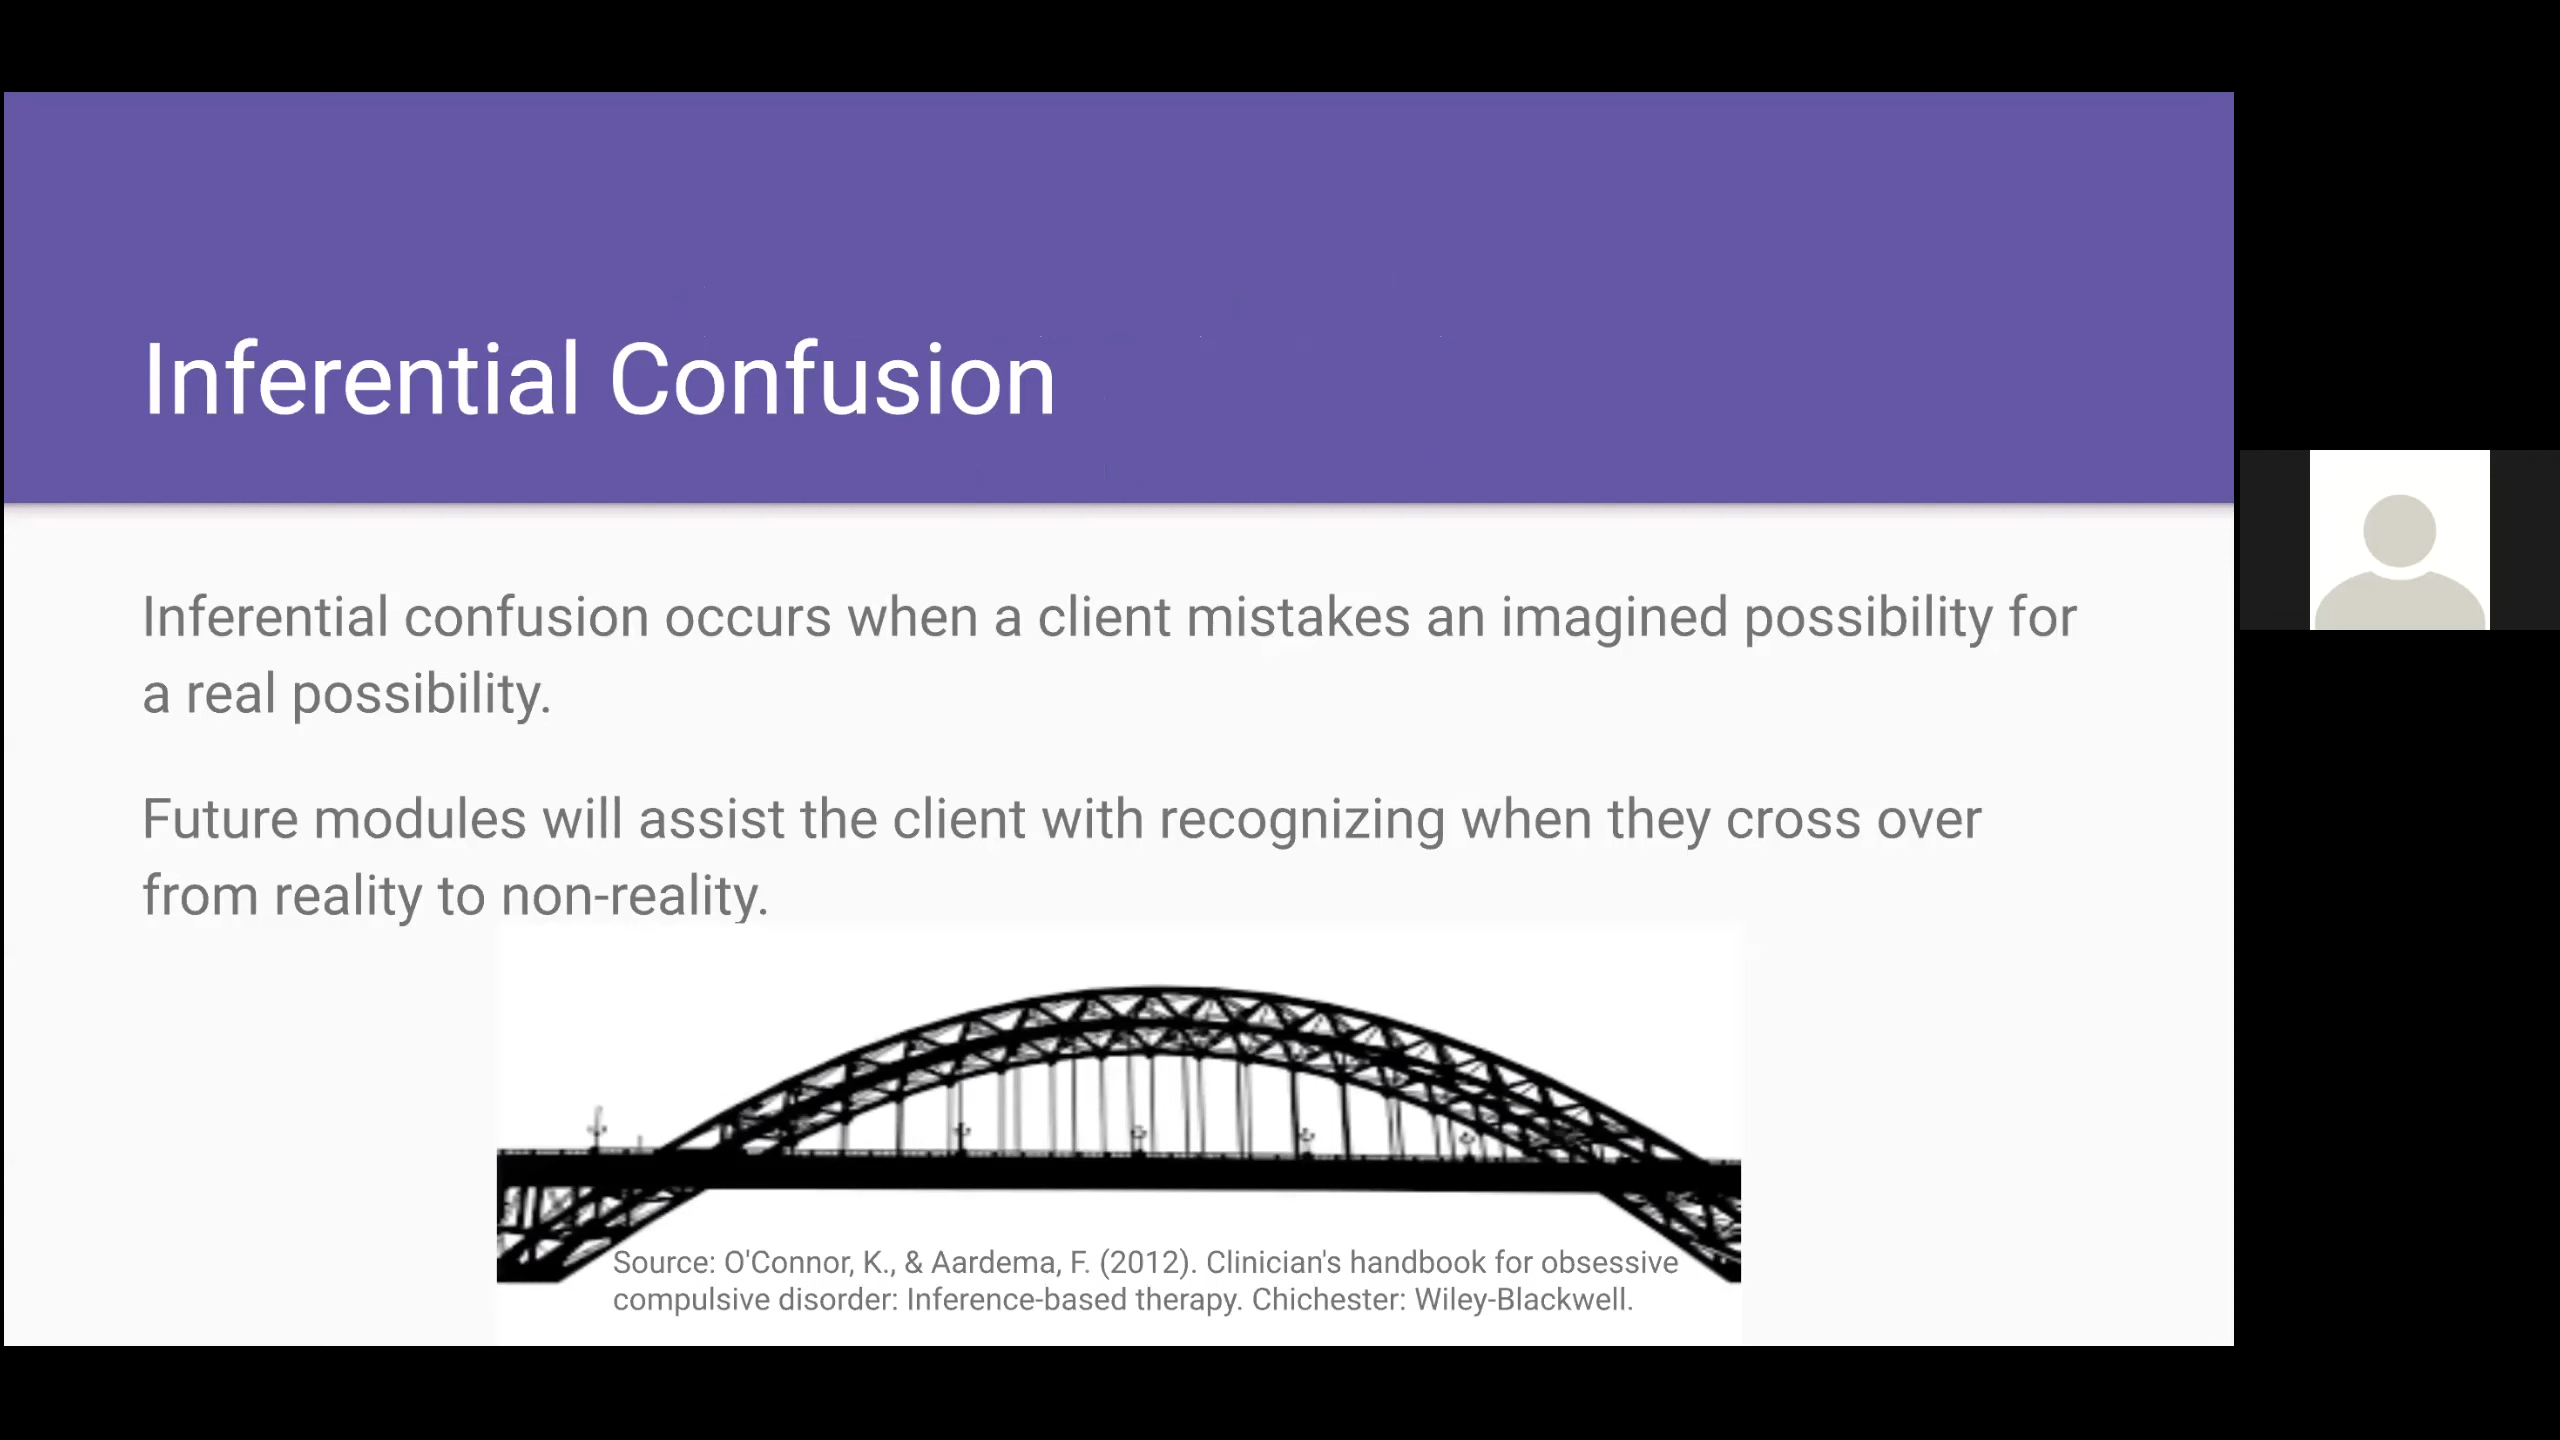 Inferential Confusion
Inferential confusion occurs when a client mistakes an imagined possibility for
a real possibility.
Future modules will assist the client with recognizing when they cross over
from reality to non-reality.
Source: O'Connor, K., & Aardema, F. (2012). Clinician's handbook for obsessive
compulsive disorder: Inference-based therapy. Chichester: Wiley-Blackwell.